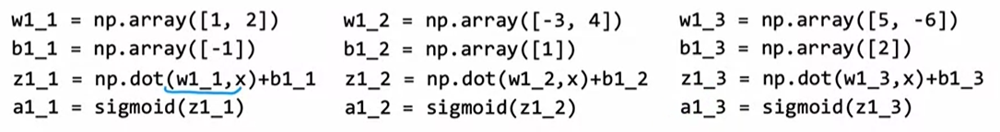 w1_1 = np.array([1, 2]) w1_2 = np.array([-3, 4]) w1_3 = np.array([5, -6])
b1_1 = np.array([-1]) b1_2 = np.array([1]) b1_3 = np.array([2])
z1_1 = np.dot(w1_1,x)+b1_1 z1_2 = np.dot(w1_2,x)+b1_2 z1_3 = np.dot(w1_3,x)+b1_3
a1_1 = sigmoid(z1_1) a1_2 = sigmoid(z1_2) a1_3 = sigmoid(z1_3)